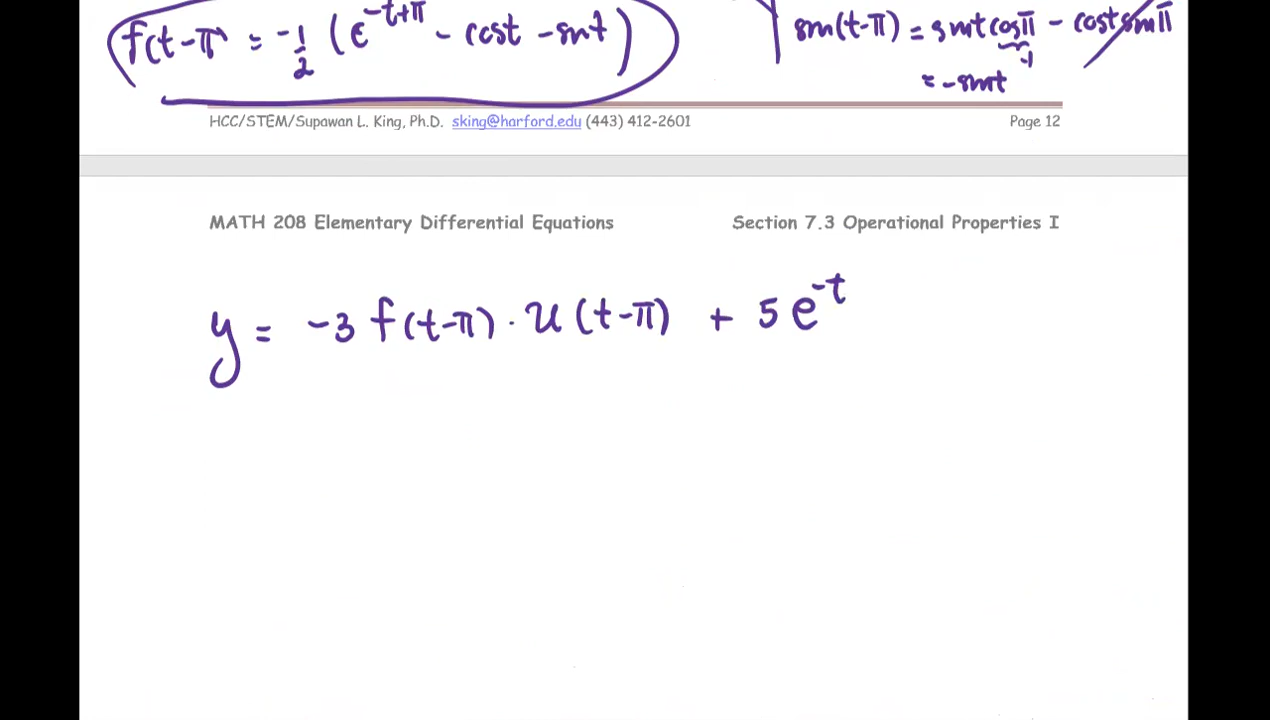 f(t-π) = -1/2 (e^{-t+π} - cost - sint)
sin(t-π) = sint cosπ - cost sinπ
-1
= -sint
HCC/STEM/Supawan L. King, Ph.D. sking@harford.edu (443) 412-2601 Page 12
MATH 208 Elementary Differential Equations Section 7.3 Operational Properties I
y = -3 f(t-π) · u(t-π) + 5e^{-t}